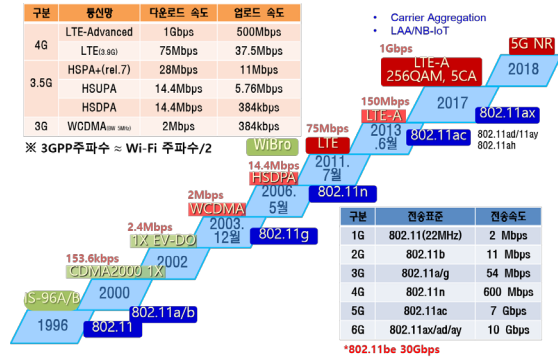 구분 통신망 다운로드 속도 업로드 속도
4G LTE-Advanced 1Gbps 500Mbps
LTE(3.9G) 75Mbps 37.5Mbps
3.5G HSPA+(rel.7) 28Mbps 11Mbps
HSUPA 14.4Mbps 5.76Mbps
HSDPA 14.4Mbps 384kbps
3G WCDMA(BW 5MHz) 2Mbps 384kbps
※ 3GPP주파수 ≈ Wi-Fi 주파수/2
• Carrier Aggregation
• LAA/NB-IoT
1Gbps
5G NR
LTE-A
256QAM, 5CA
2018
150Mbps
LTE-A
2017
802.11ax
WiBro
75Mbps
LTE
2013
.6월
802.11ac
802.11ad/11ay
802.11ah
14.4Mbps
HSDPA
2011.
7월
802.11n
2Mbps
WCDMA
2006.
5월
2.4Mbps
1X EV-DO
2003.
12월
802.11g
153.6kbps
CDMA2000 1X
2002
IS-96A/B
2000
802.11a/b
1996
802.11
구분 전송표준 전송속도
1G 802.11(22MHz) 2 Mbps
2G 802.11b 11 Mbps
3G 802.11a/g 54 Mbps
4G 802.11n 600 Mbps
5G 802.11ac 7 Gbps
6G 802.11ax/ad/ay 10 Gbps
*802.11be 30Gbps